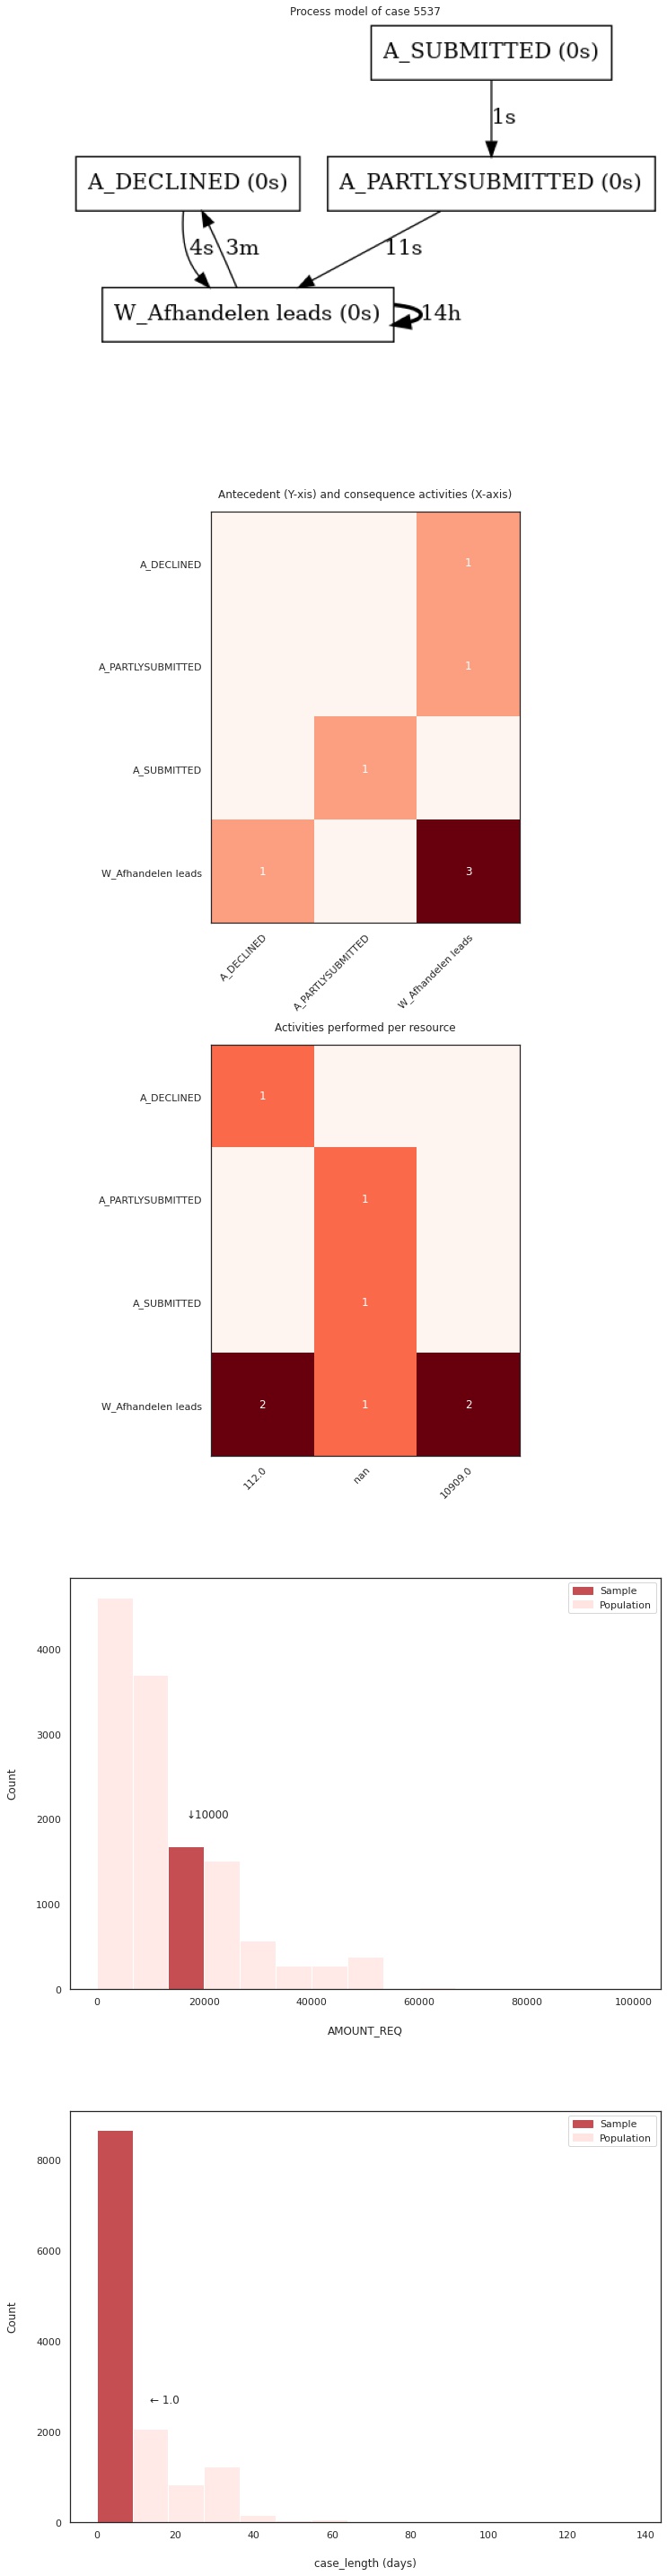 Process model of case 5537
A_SUBMITTED (0s)
1s
A_DECLINED (0s)
A_PARTLYSUBMITTED (0s)
4s
3m
11s
W_Afhandelen leads (0s)
14h
Antecedent (Y-xis) and consequence activities (X-axis)
A_DECLINED
1
A_PARTLYSUBMITTED
1
A_SUBMITTED
1
W_Afhandelen leads
1
3
A_DECLINED
A_PARTLYSUBMITTED
W_Afhandelen leads
Activities performed per resource
A_DECLINED
1
A_PARTLYSUBMITTED
1
A_SUBMITTED
1
W_Afhandelen leads
2
1
2
112.0
nan
10909.0
Sample
Population
4000
3000
2000
1000
0
Count
↓10000
0
20000
40000
60000
80000
100000
AMOUNT_REQ
Sample
Population
8000
6000
4000
2000
0
Count
← 1.0
0
20
40
60
80
100
120
140
case_length (days)